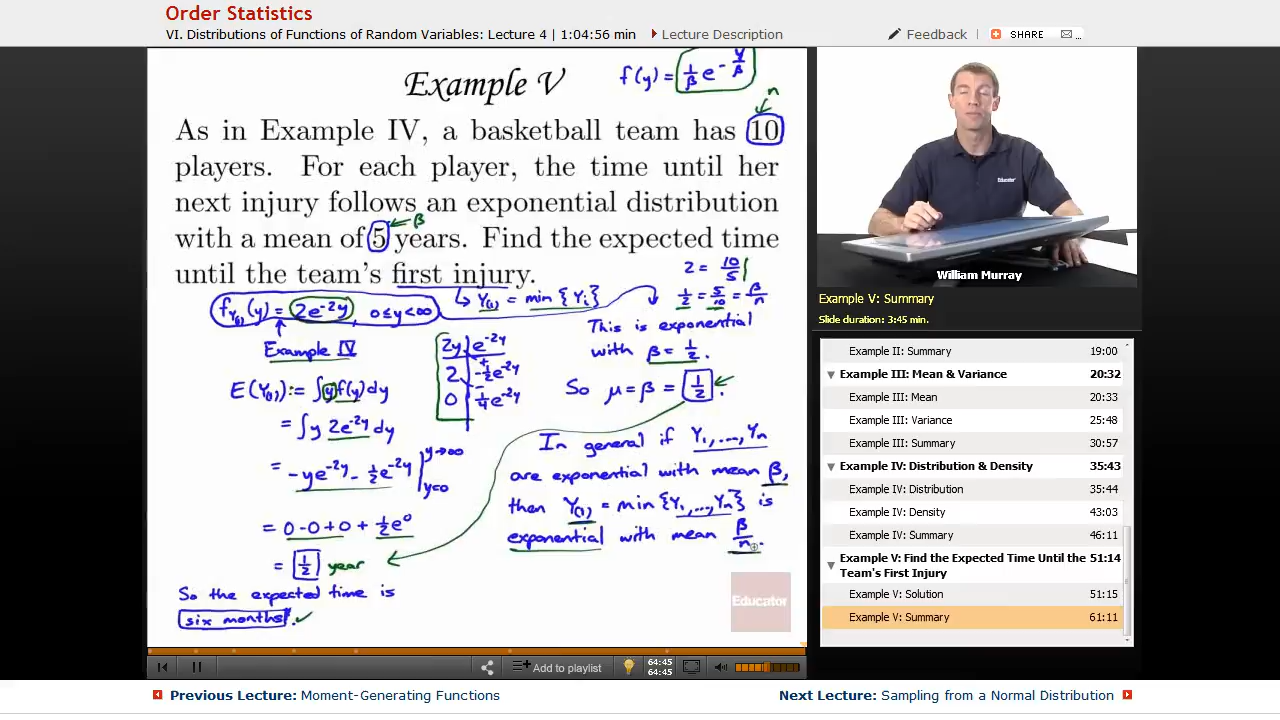 Order Statistics
VI. Distributions of Functions of Random Variables: Lecture 4 | 1:04:56 min
Lecture Description
Feedback
SHARE
Example V
f(y) = 1/β e^(-y/β)
n
As in Example IV, a basketball team has 10
players. For each player, the time until her
next injury follows an exponential distribution
β
with a mean of 5 years. Find the expected time
until the team's first injury.
2 = 10/5
f_Y(1)(y) = 2e^(-2y), 0 ≤ y < ∞
↳ Y(1) = min {Yi}
1/2 = 5/10 = β/n
Example IV
2y | e^(-2y)
2 | + -1/2 e^(-2y)
0 | - 1/4 e^(-2y)
This is exponential
with β = 1/2.
So μ = β = 1/2.
E(Y(1)) := ∫ y f(y) dy
= ∫ y 2e^(-2y) dy
= -ye^(-2y) - 1/2 e^(-2y) | y→∞ y=0
= 0 - 0 + 0 + 1/2 e^0
= 1/2 year
So the expected time is
six months.
In general if Y1, ..., Yn
are exponential with mean β,
then Y(1) = min {Y1, ..., Yn} is
exponential with mean β/n.
Educator
Educator
William Murray
Example V: Summary
Slide duration: 3:45 min.
Example II: Summary 19:00
Example III: Mean & Variance 20:32
Example III: Mean 20:33
Example III: Variance 25:48
Example III: Summary 30:57
Example IV: Distribution & Density 35:43
Example IV: Distribution 35:44
Example IV: Density 43:03
Example IV: Summary 46:11
Example V: Find the Expected Time Until the 51:14
Team's First Injury
Example V: Solution 51:15
Example V: Summary 61:11
Add to playlist
64:45
64:45
Previous Lecture: Moment-Generating Functions
Next Lecture: Sampling from a Normal Distribution